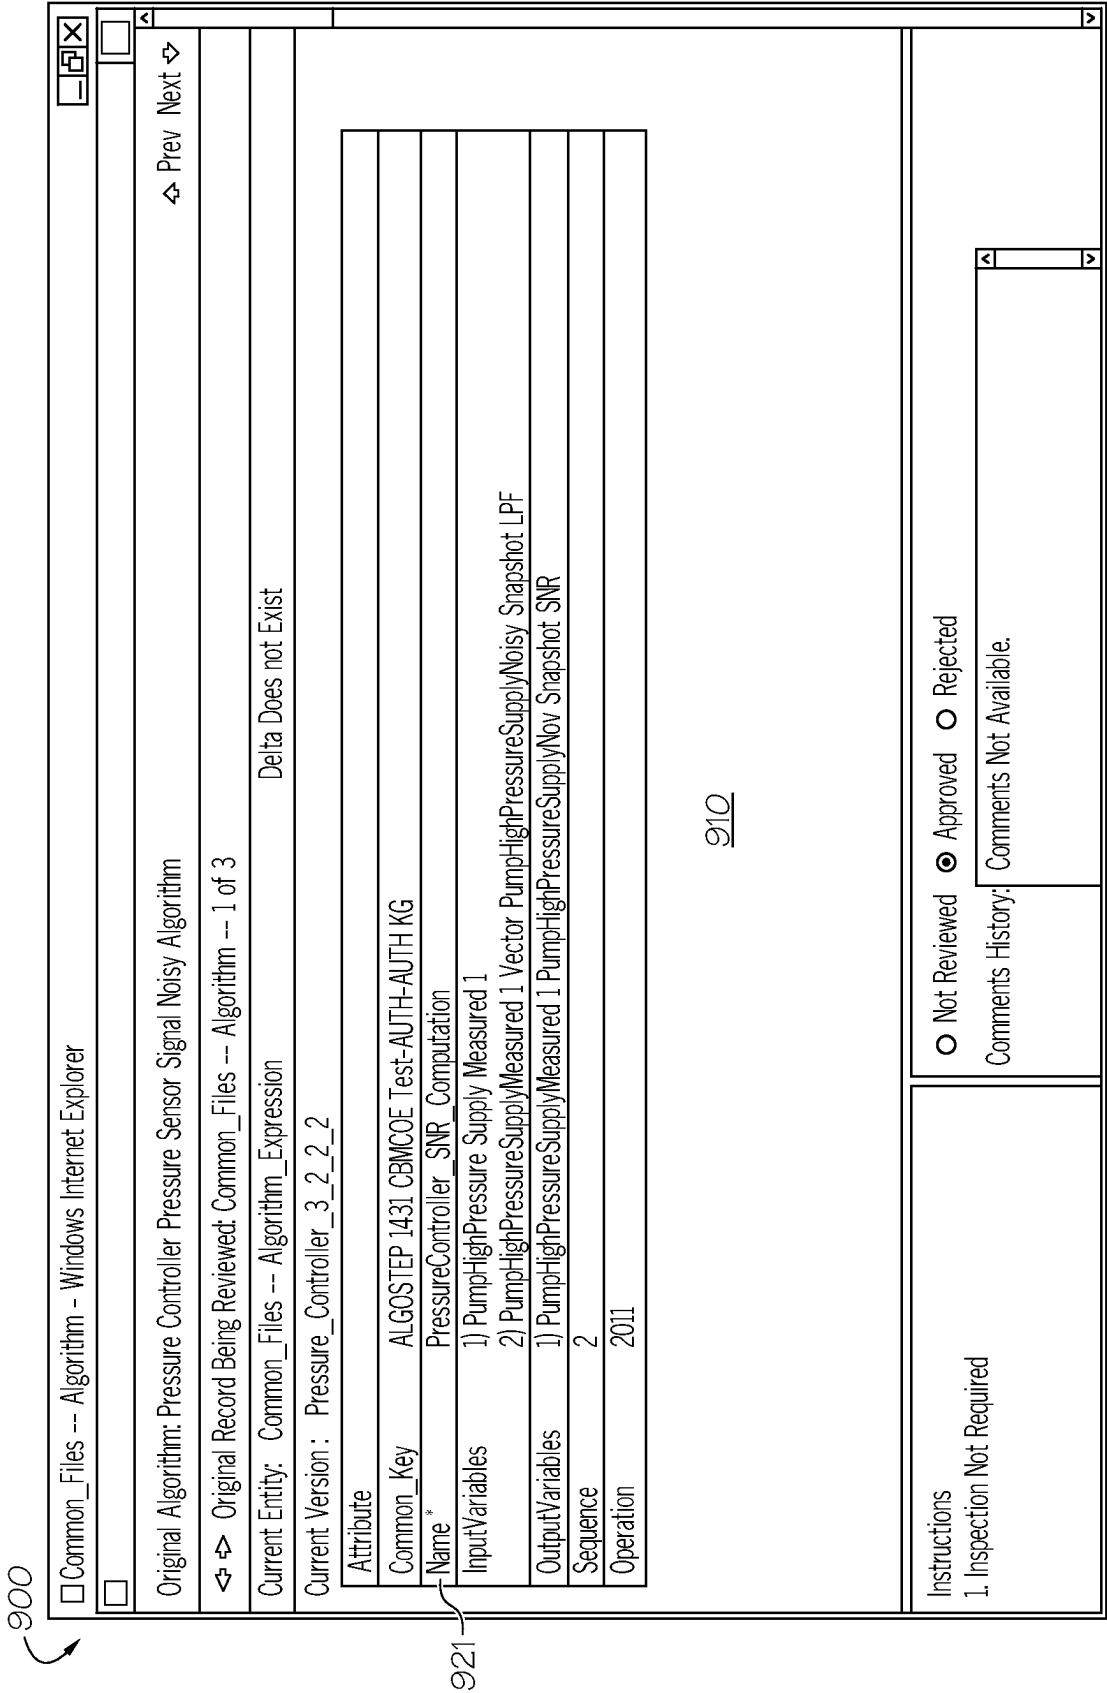 900
Common_Files -- Algorithm - Windows Internet Explorer
Original Algorithm: Pressure Controller Pressure Sensor Signal Noisy Algorithm
Prev Next
Original Record Being Reviewed: Common_Files -- Algorithm -- 1 of 3
Current Entity: Common_Files -- Algorithm_Expression Delta Does not Exist
Current Version : Pressure_Controller_3_2_2_2
Attribute
Common_Key ALGOSTEP 1431 CBMCOE Test-AUTH-AUTH KG
Name * PressureController_SNR_Computation
921
InputVariables 1) PumpHighPressure Supply Measured 1
2) PumpHighPressureSupplyMeasured 1 Vector PumpHighPressureSupplyNoisy Snapshot LPF
OutputVariables 1) PumpHighPressureSupplyMeasured 1 PumpHighPressureSupplyNov Snapshot SNR
Sequence 2
Operation 2011
910
Instructions
1. Inspection Not Required
Not Reviewed Approved Rejected
Comments History: Comments Not Available.